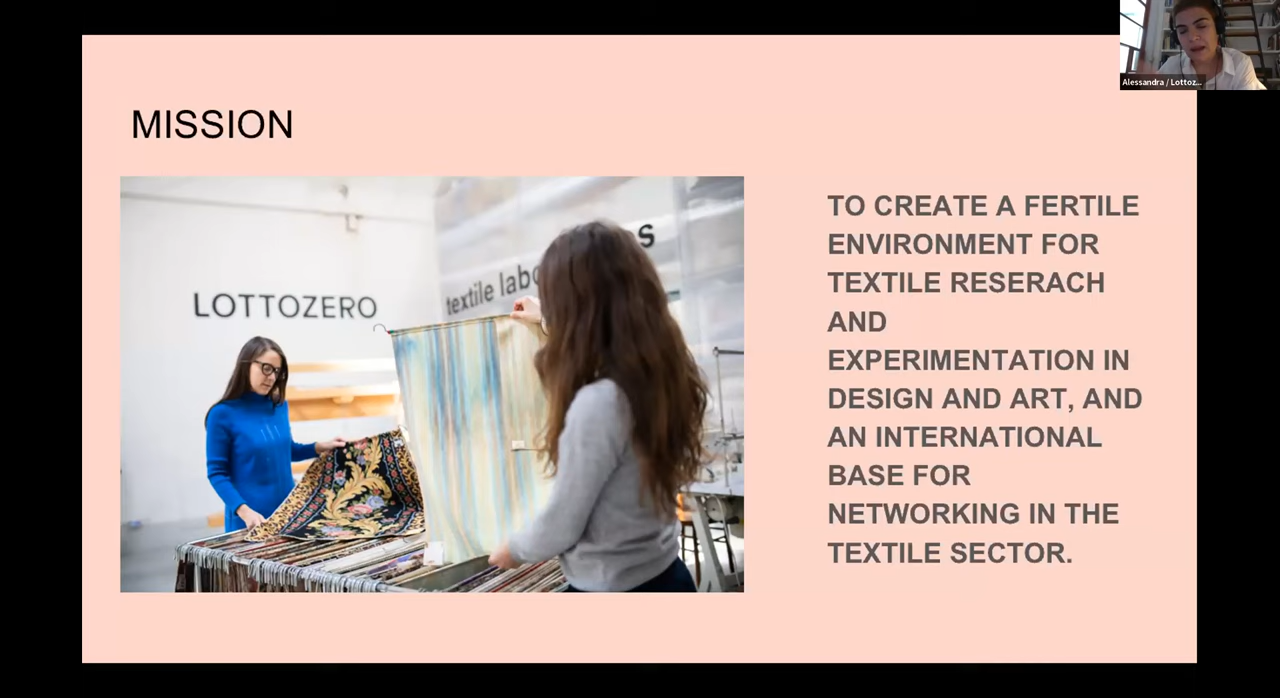 MISSION
LOTTOZERO
textile labo
s
TO CREATE A FERTILE
ENVIRONMENT FOR
TEXTILE RESERACH
AND
EXPERIMENTATION IN
DESIGN AND ART, AND
AN INTERNATIONAL
BASE FOR
NETWORKING IN THE
TEXTILE SECTOR.
Alessandra / Lottoz...